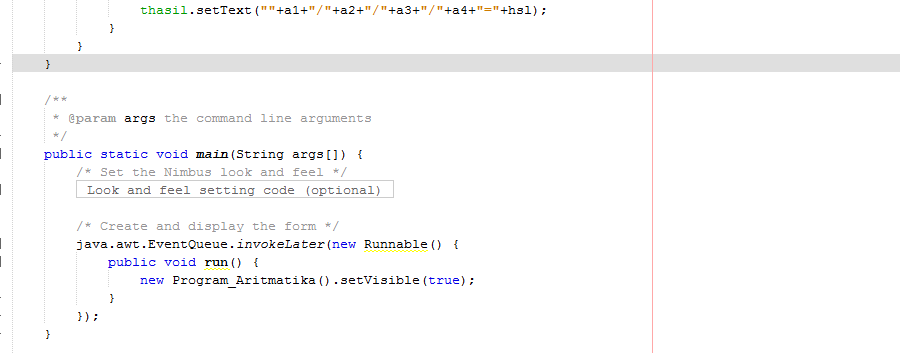 thasil.setText(""+a1+"/"+a2+"/"+a3+"/"+a4+"="+hsl);
}
}
}
/**
* @param args the command line arguments
*/
public static void main(String args[]) {
/* Set the Nimbus look and feel */
Look and feel setting code (optional)
/* Create and display the form */
java.awt.EventQueue.invokeLater(new Runnable() {
public void run() {
new Program_Aritmatika().setVisible(true);
}
});
}